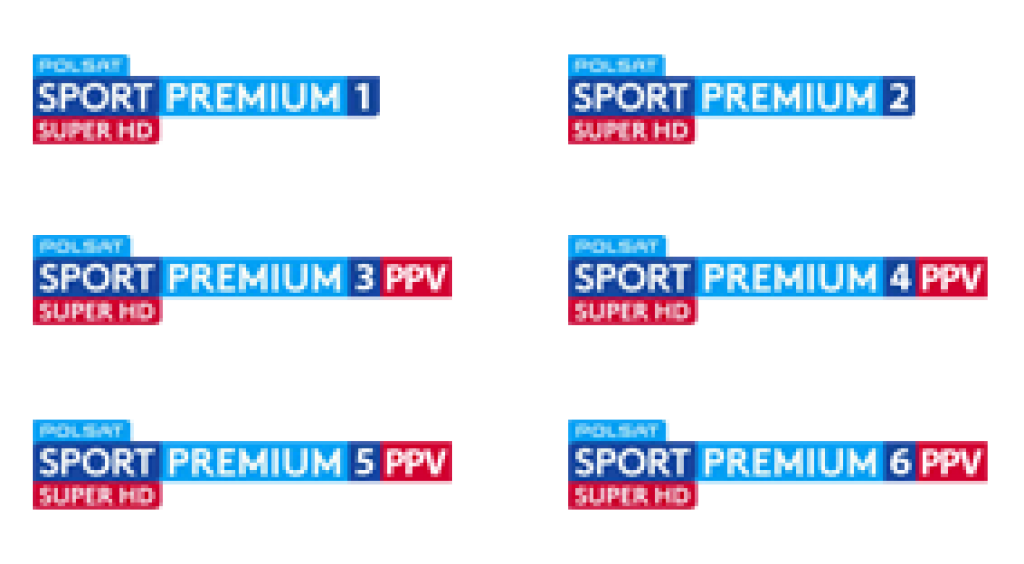 POLSAT
SPORT PREMIUM 1
SUPER HD
POLSAT
SPORT PREMIUM 2
SUPER HD
POLSAT
SPORT PREMIUM 3 PPV
SUPER HD
POLSAT
SPORT PREMIUM 4 PPV
SUPER HD
POLSAT
SPORT PREMIUM 5 PPV
SUPER HD
POLSAT
SPORT PREMIUM 6 PPV
SUPER HD